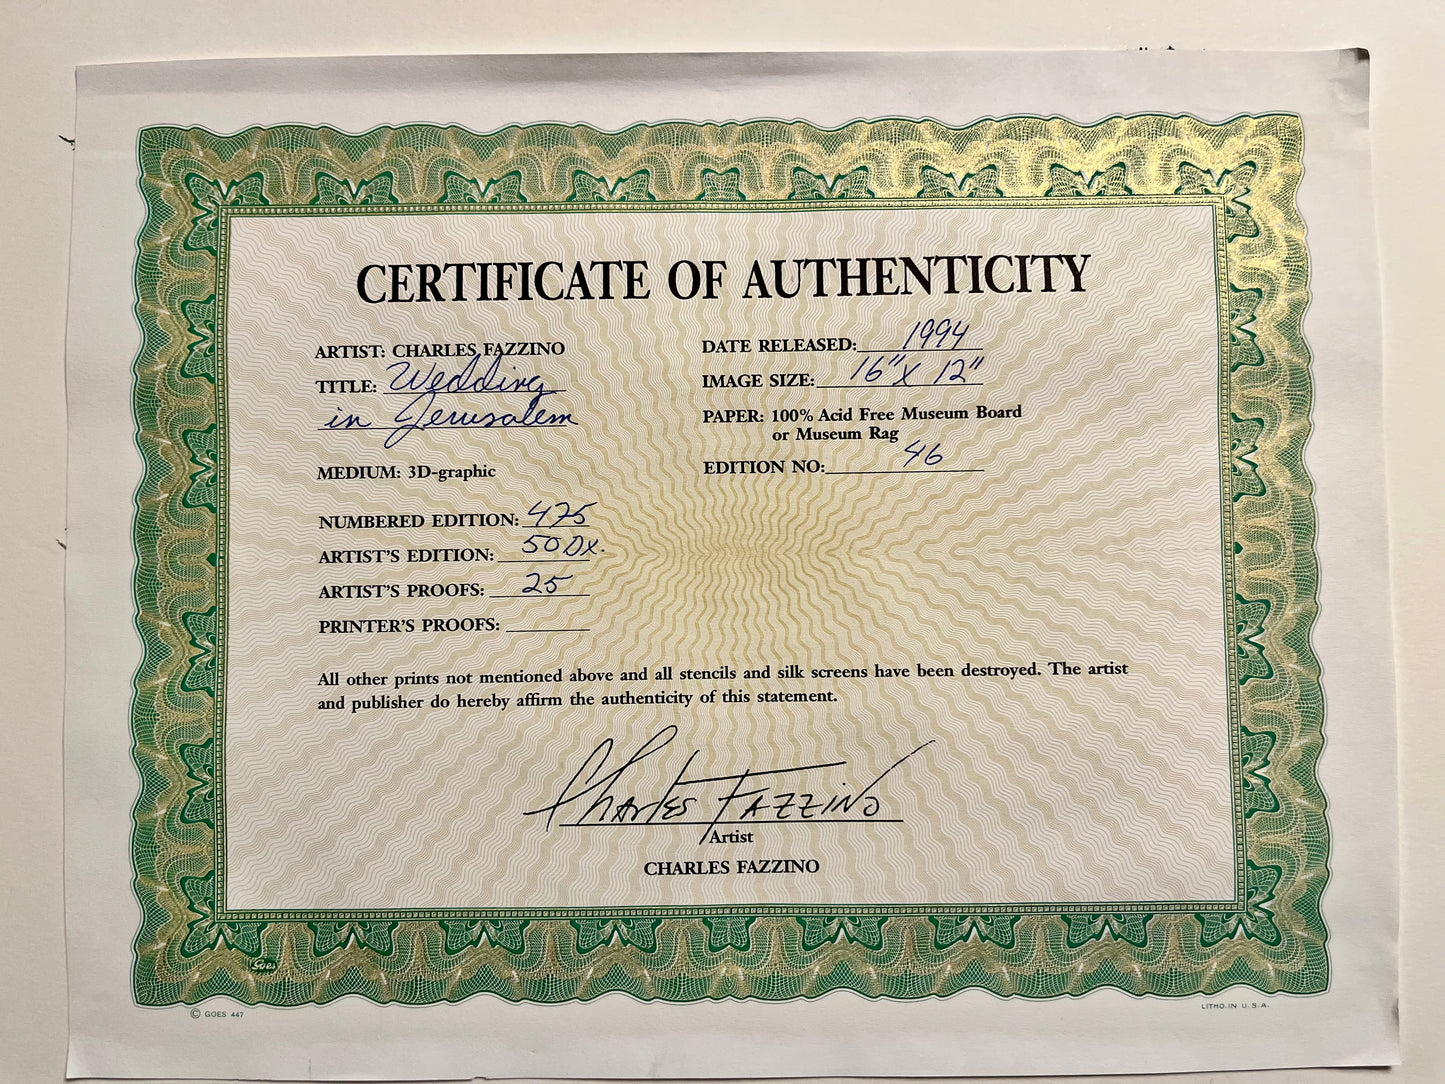 CERTIFICATE OF AUTHENTICITY
ARTIST: CHARLES FAZZINO
TITLE: Wedding
in Jerusalem
MEDIUM: 3D-graphic
NUMBERED EDITION: 475
ARTIST'S EDITION: 50 DX.
ARTIST'S PROOFS: 25
PRINTER'S PROOFS:
DATE RELEASED: 1994
IMAGE SIZE: 16" X 12"
PAPER: 100% Acid Free Museum Board
or Museum Rag
EDITION NO: 46
All other prints not mentioned above and all stencils and silk screens have been destroyed. The artist
and publisher do hereby affirm the authenticity of this statement.
Charles Fazzino
Artist
CHARLES FAZZINO
Goes
© GOES 447
LITHO. IN U. S. A.